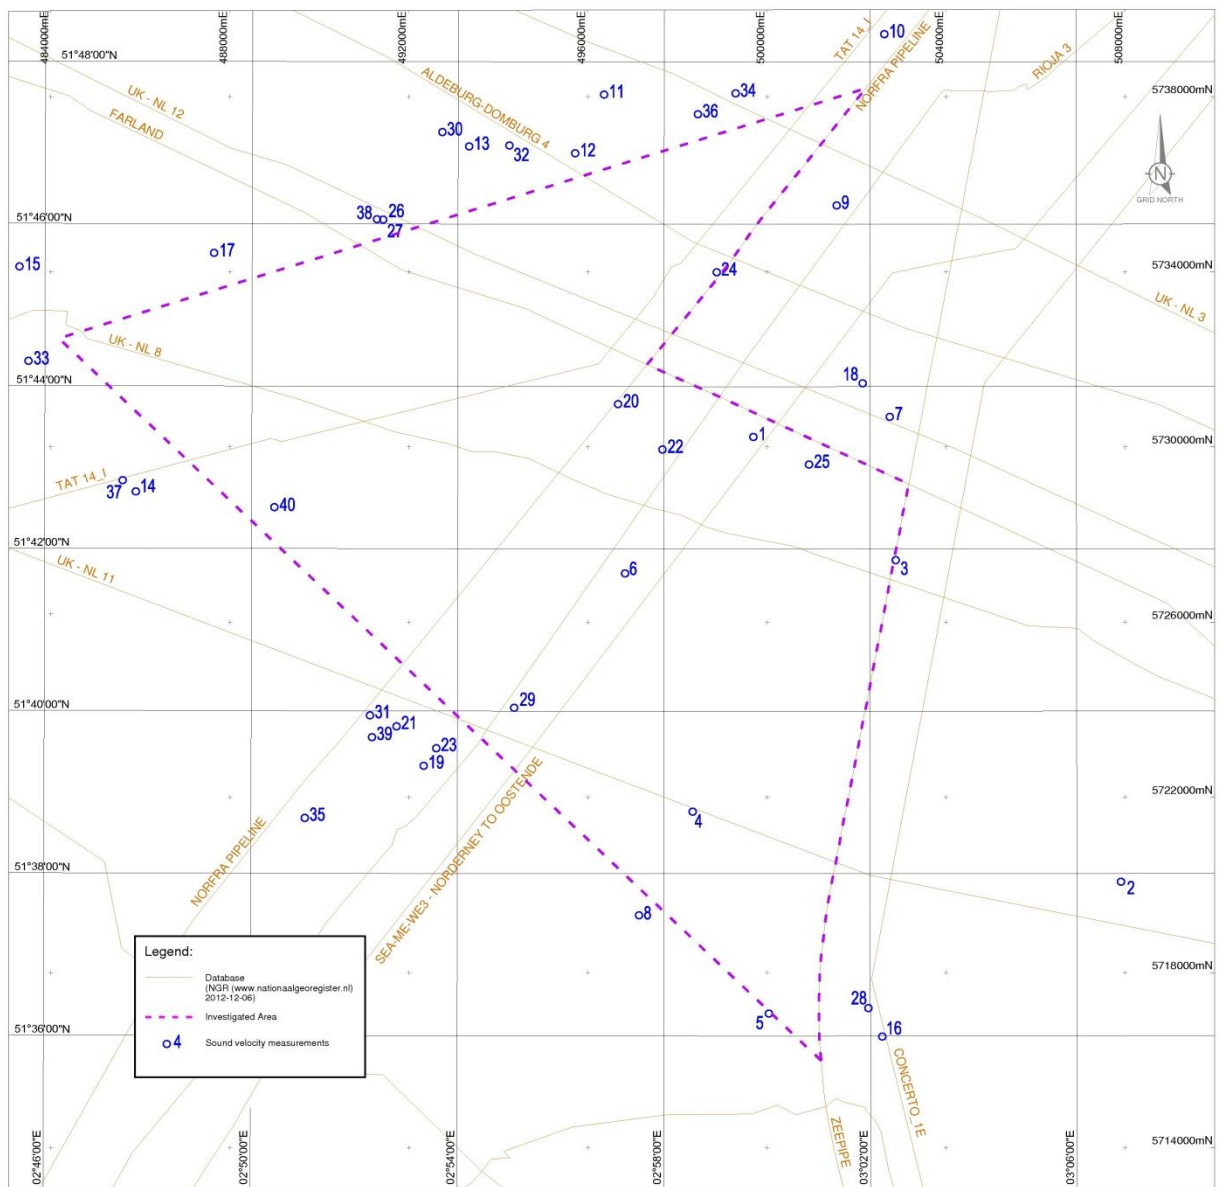 484000mE
488000mE
492000mE
496000mE
500000mE
504000mE
508000mE
10
51°48'00"N
TAT 14_I
NORFRA PIPELINE
RIOJA 3
ALDEBURG-DOMBURG 4
UK - NL 12
FARLAND
11
34
36
5738000mN
30
13
32
12
N
GRID NORTH
9
51°46'00"N
38
26
27
17
15
24
5734000mN
UK - NL 3
UK - NL 8
33
51°44'00"N
18
20
7
1
22
25
5730000mN
TAT 14_I
37
14
40
51°42'00"N
UK - NL 11
6
3
5726000mN
51°40'00"N
29
31
21
39
23
19
5722000mN
35
4
NORFRA PIPELINE
SEA-ME-WE3 - NORDERNEY TO OOSTENDE
51°38'00"N
2
8
5718000mN
Legend:
Database
(NGR (www.nationaalgeoregister.nl)
2012-12-06)
Investigated Area
4 Sound velocity measurements
28
5
16
51°36'00"N
CONCERTO_1E
ZEEPIPE
5714000mN
02°46'00"E
02°50'00"E
02°54'00"E
02°58'00"E
03°02'00"E
03°06'00"E